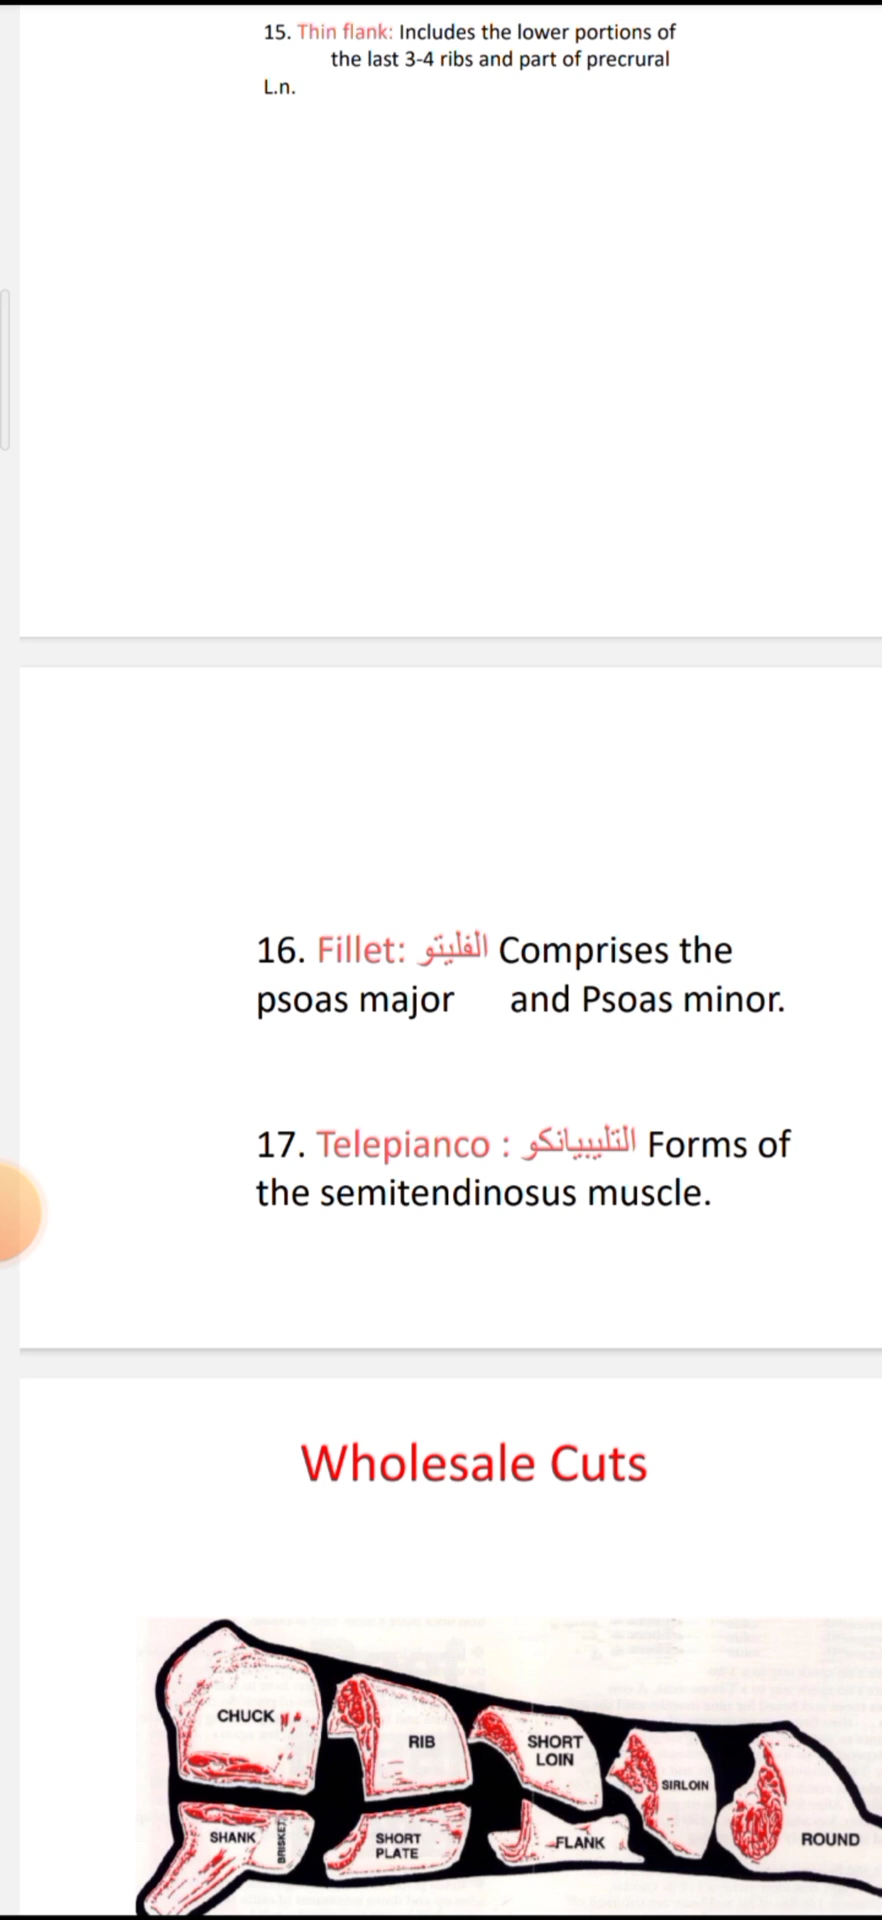 15. Thin flank: Includes the lower portions of
the last 3-4 ribs and part of precrural
L.n.
16. Fillet: الفليتو Comprises the
psoas major and Psoas minor.
17. Telepianco : التليبيانكو Forms of
the semitendinosus muscle.
Wholesale Cuts
CHUCK
RIB
SHORT
LOIN
SIRLOIN
SHANK
BRISKET
SHORT
PLATE
FLANK
ROUND